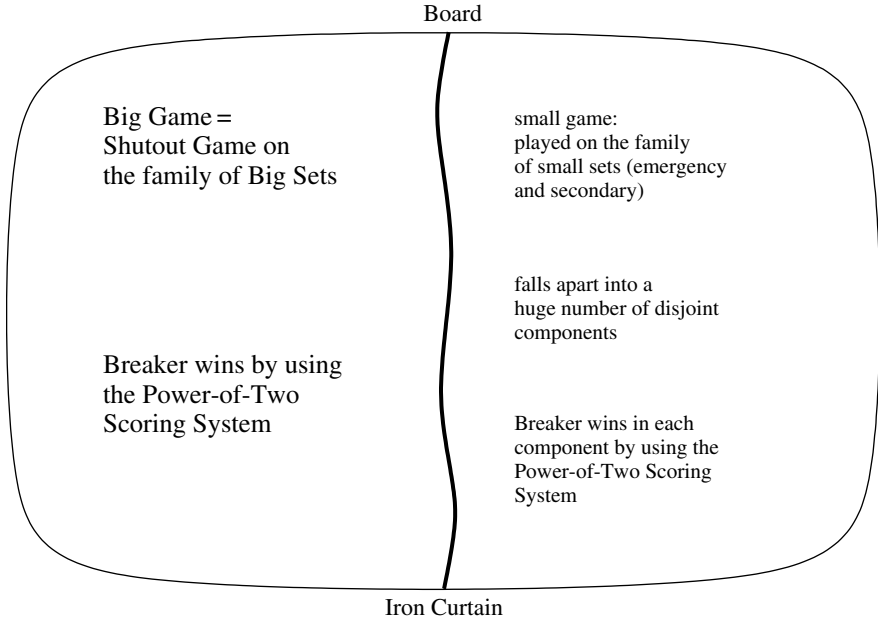 Board
Big Game =
Shutout Game on
the family of Big Sets
Breaker wins by using
the Power-of-Two
Scoring System
small game:
played on the family
of small sets (emergency
and secondary)
falls apart into a
huge number of disjoint
components
Breaker wins in each
component by using the
Power-of-Two Scoring
System
Iron Curtain